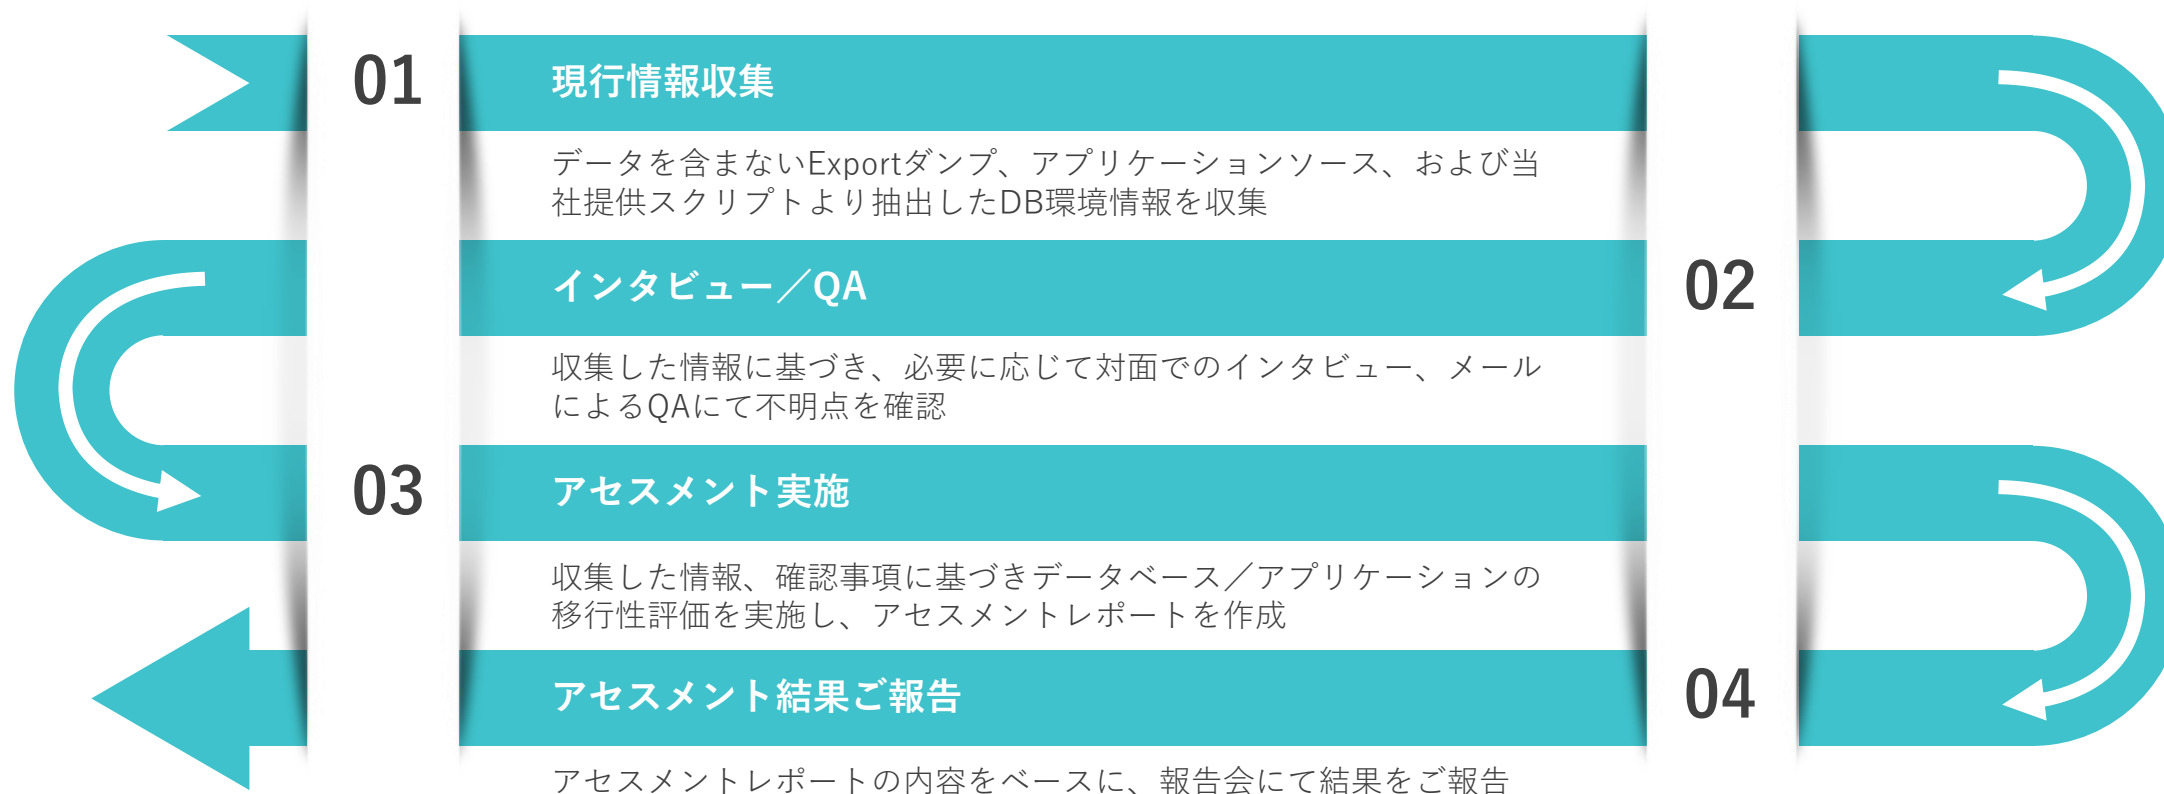 01
現行情報収集
データを含まないExportダンプ、アプリケーションソース、および当
社提供スクリプトより抽出したDB環境情報を収集
インタビュー／QA
02
収集した情報に基づき、必要に応じて対面でのインタビュー、メール
によるQAにて不明点を確認
03
アセスメント実施
収集した情報、確認事項に基づきデータベース／アプリケーションの
移行性評価を実施し、アセスメントレポートを作成
アセスメント結果ご報告
04
アセスメントレポートの内容をベースに、報告会にて結果をご報告